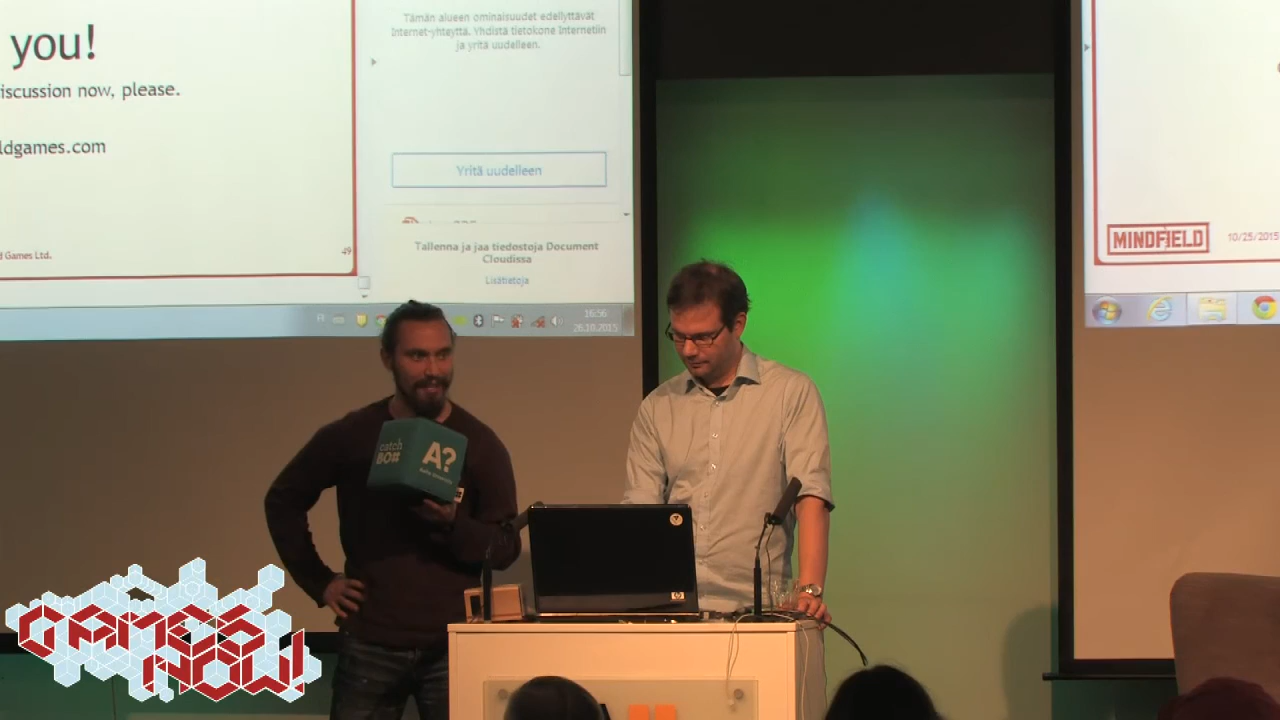 you!
iscussion now, please.
ldgames.com
d Games Ltd.
49
Tämän alueen ominaisuudet edellyttävät
Internet-yhteyttä. Yhdistä tietokone Internetiin
ja yritä uudelleen.
Yritä uudelleen
Tallenna ja jaa tiedostoja Document
Cloudissa
Lisätietoja
16:56
26.10.2015
MINDFIELD
10/25/2015
catch
BOX
A?
hp
GAMES
NOW!